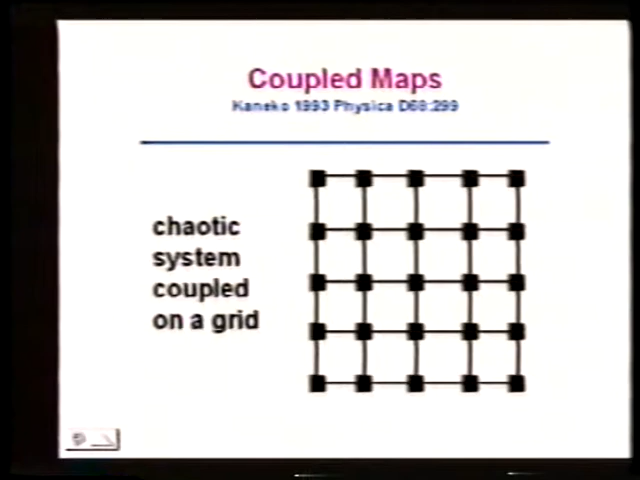 Coupled Maps
Kaneko 1993 Physica D68:299
chaotic
system
coupled
on a grid